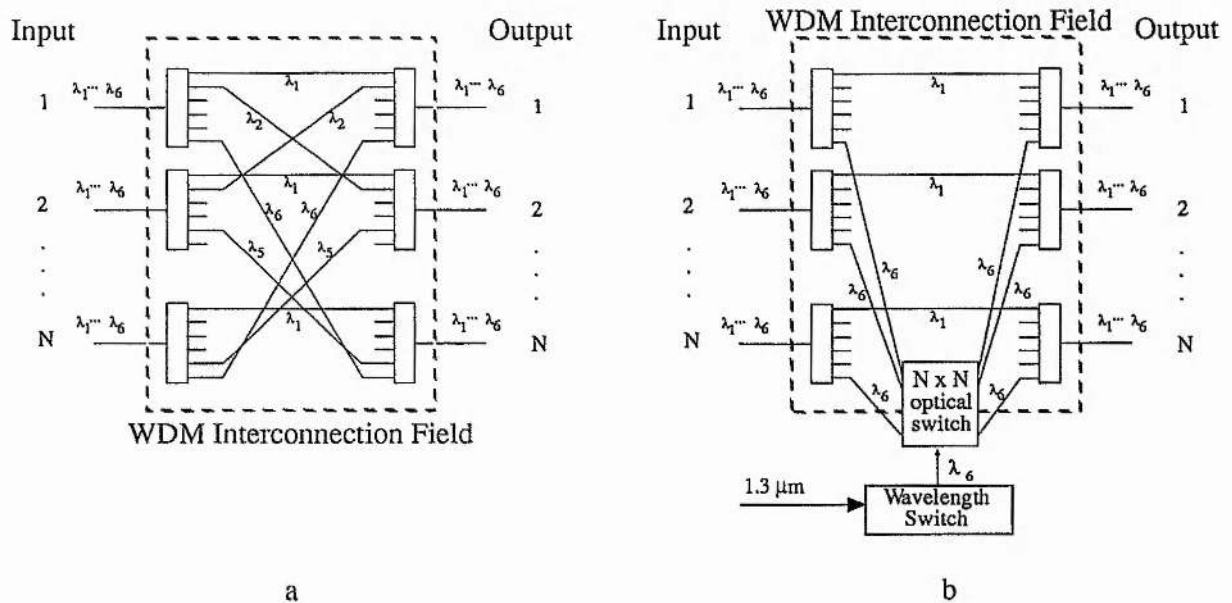 Input
Output
λ₁··· λ₆
1
λ₁
λ₁··· λ₆
1
λ₂
λ₂
λ₁··· λ₆
2
λ₁
λ₁··· λ₆
2
λ₆
λ₆
λ₅
λ₅
λ₁··· λ₆
N
λ₁
λ₁··· λ₆
N
WDM Interconnection Field
a
WDM Interconnection Field
Input
Output
λ₁··· λ₆
1
λ₁
λ₁··· λ₆
1
λ₁··· λ₆
2
λ₁
λ₁··· λ₆
2
λ₆
λ₆
λ₆
λ₆
λ₁··· λ₆
N
λ₁
λ₁··· λ₆
N
λ₆
N x N
optical
switch
λ₆
λ₆
1.3 μm
Wavelength
Switch
b